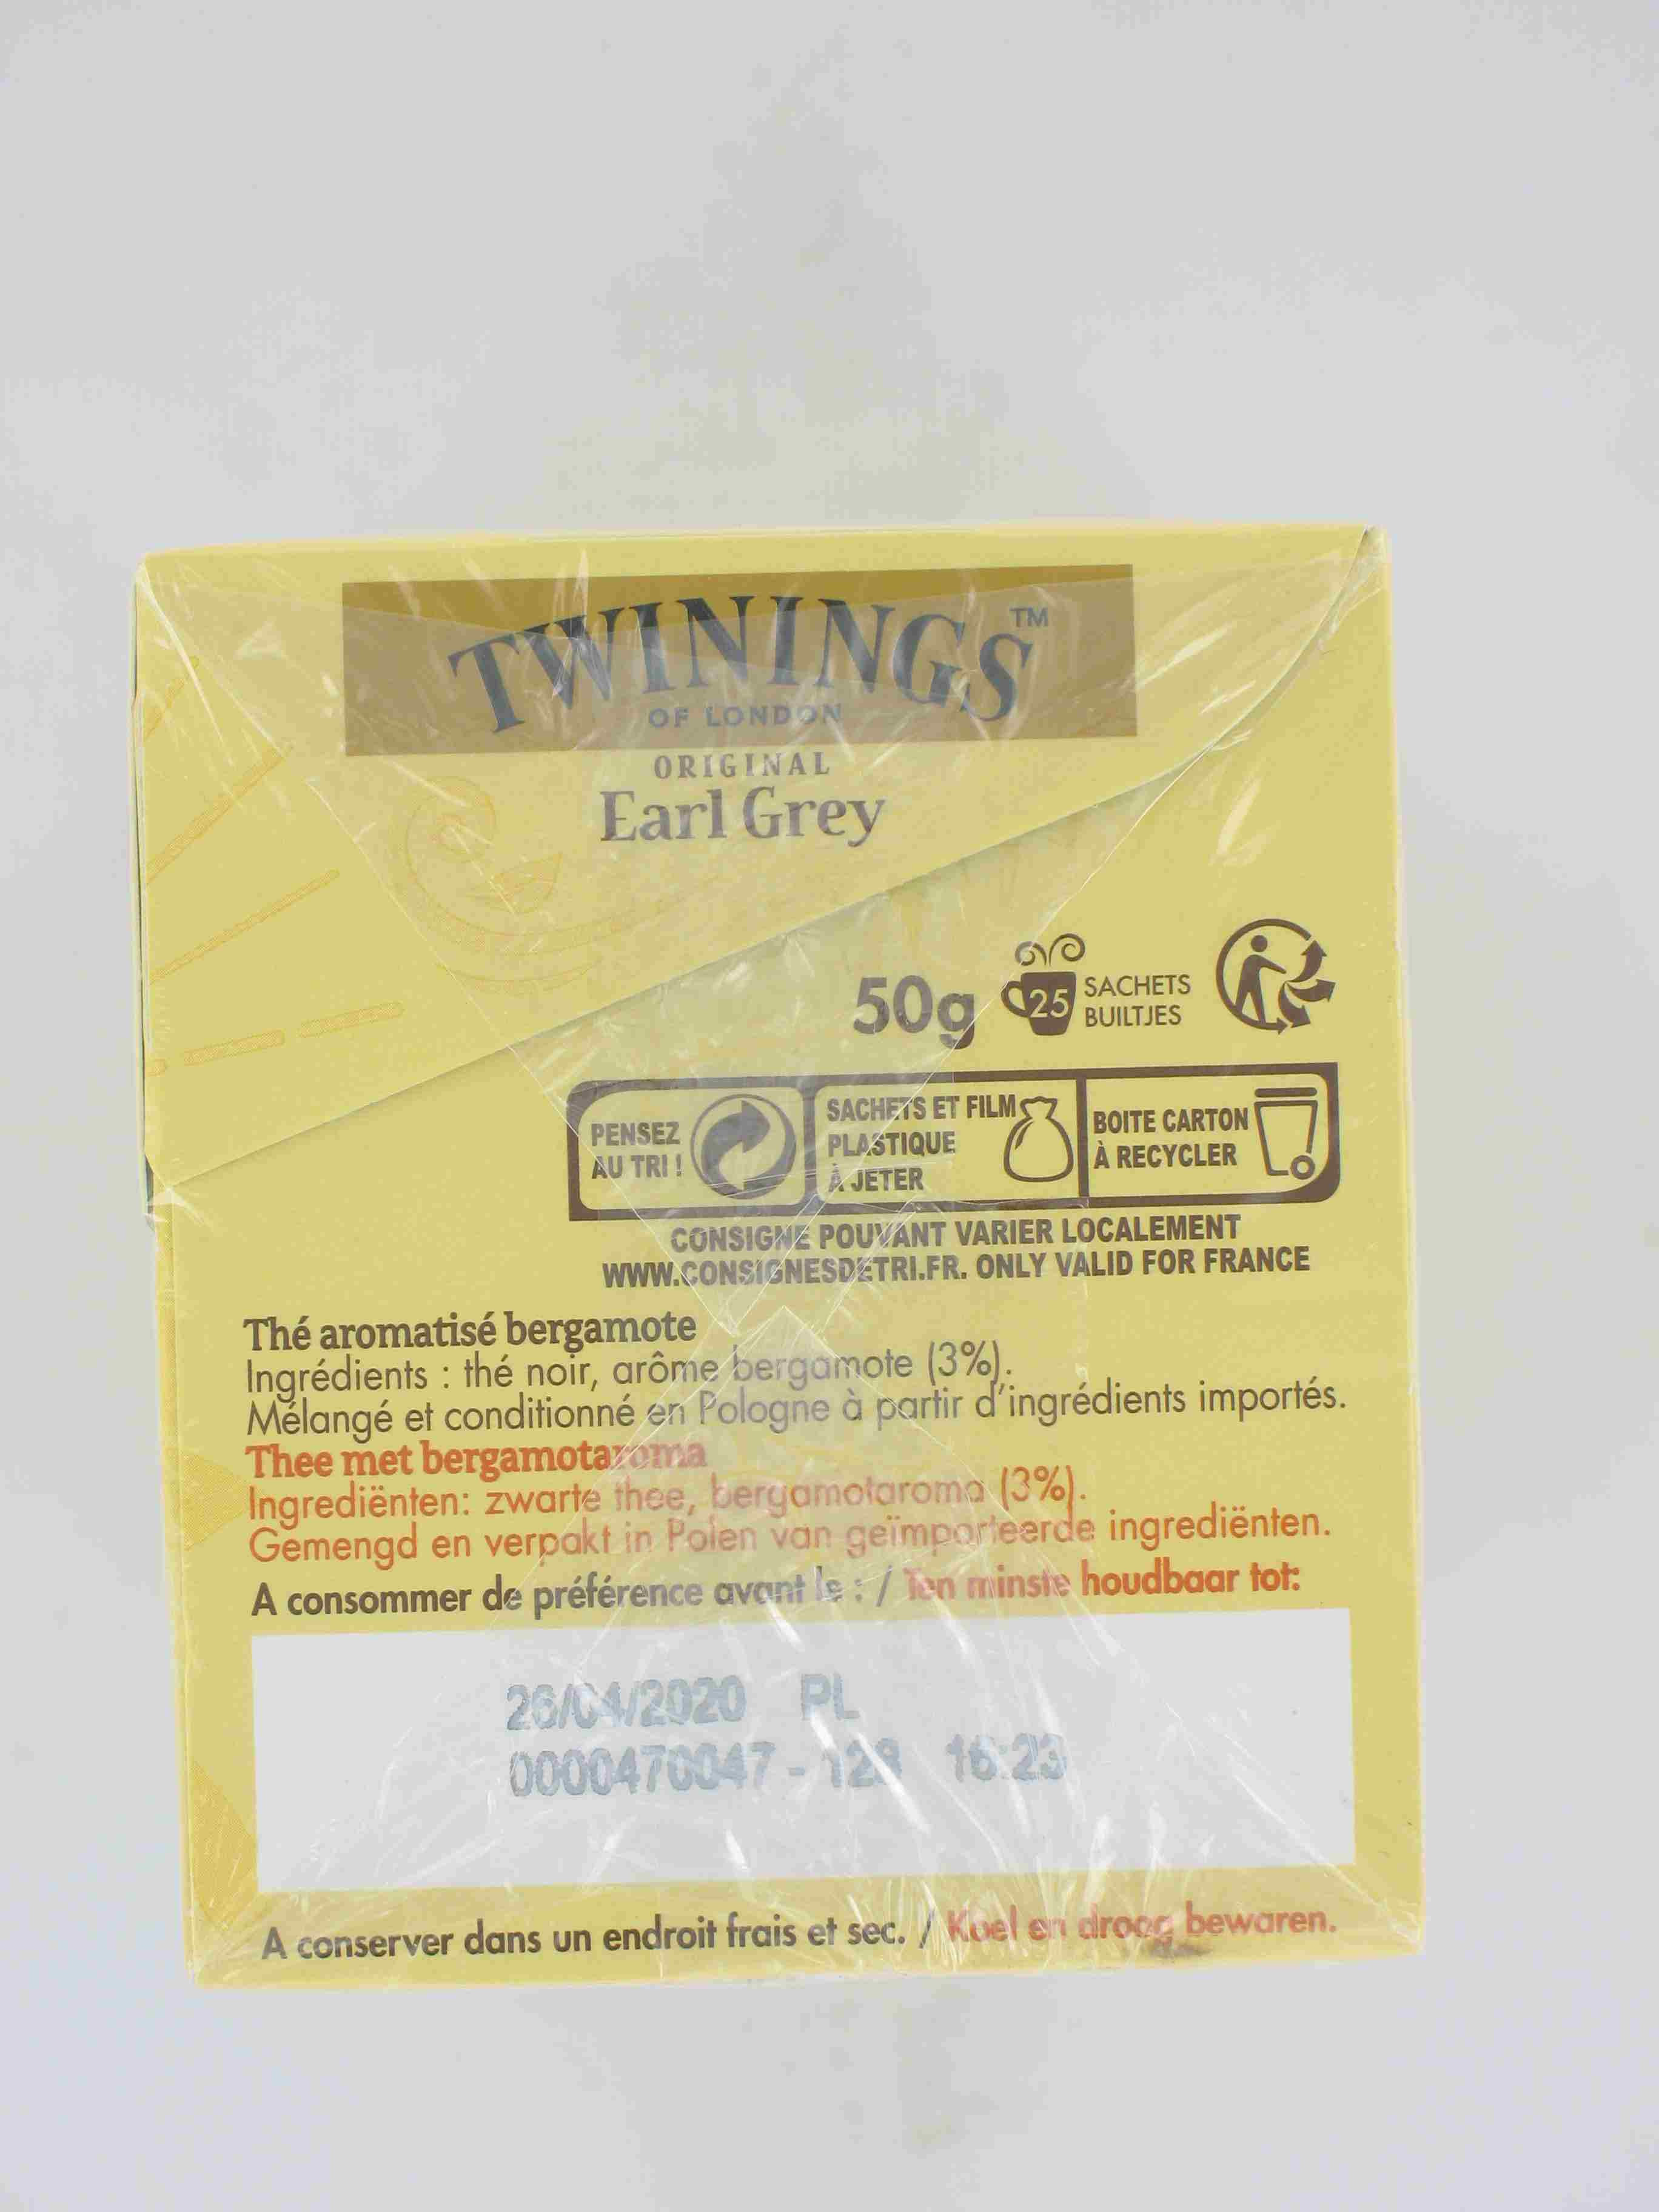 TWININGS™
OF LONDON
ORIGINAL
Earl Grey
50g
25
SACHETS
BUILTJES
PENSEZ
AU TRI !
SACHETS ET FILM
PLASTIQUE
À JETER
BOITE CARTON
À RECYCLER
CONSIGNE POUVANT VARIER LOCALEMENT
WWW.CONSIGNESDETRI.FR. ONLY VALID FOR FRANCE
Thé aromatisé bergamote
Ingrédients : thé noir, arôme bergamote (3%).
Mélangé et conditionné en Pologne à partir d'ingrédients importés.
Thee met bergamotaroma
Ingrediënten: zwarte thee, bergamotaroma (3%).
Gemengd en verpakt in Polen van geïmporteerde ingrediënten.
A consommer de préférence avant le : / Ten minste houdbaar tot:
26/04/2020 PL
0000470047 - 128 16:23
A conserver dans un endroit frais et sec. / Koel en droog bewaren.